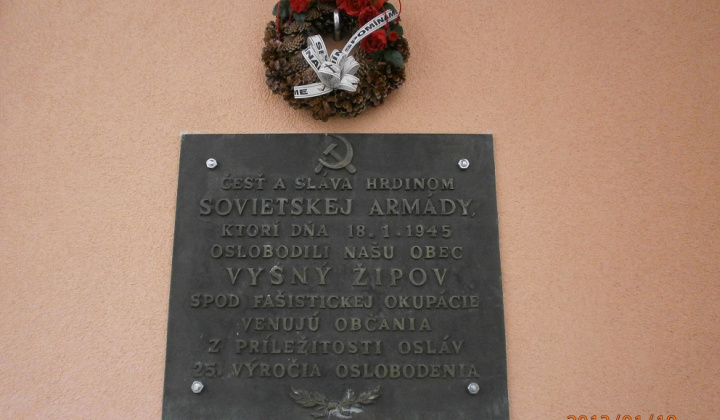 SPOMÍNAM
ČESŤ A SLÁVA HRDINOM
SOVIETSKEJ ARMÁDY,
KTORÍ DŇA 18. 1. 1945
OSLOBODILI NAŠU OBEC
VYŠNÝ ŽIPOV
SPOD FAŠISTICKEJ OKUPÁCIE
VENUJÚ OBČANIA
Z PRÍLEŽITOSTI OSLÁV
25. VÝROČIA OSLOBODENIA